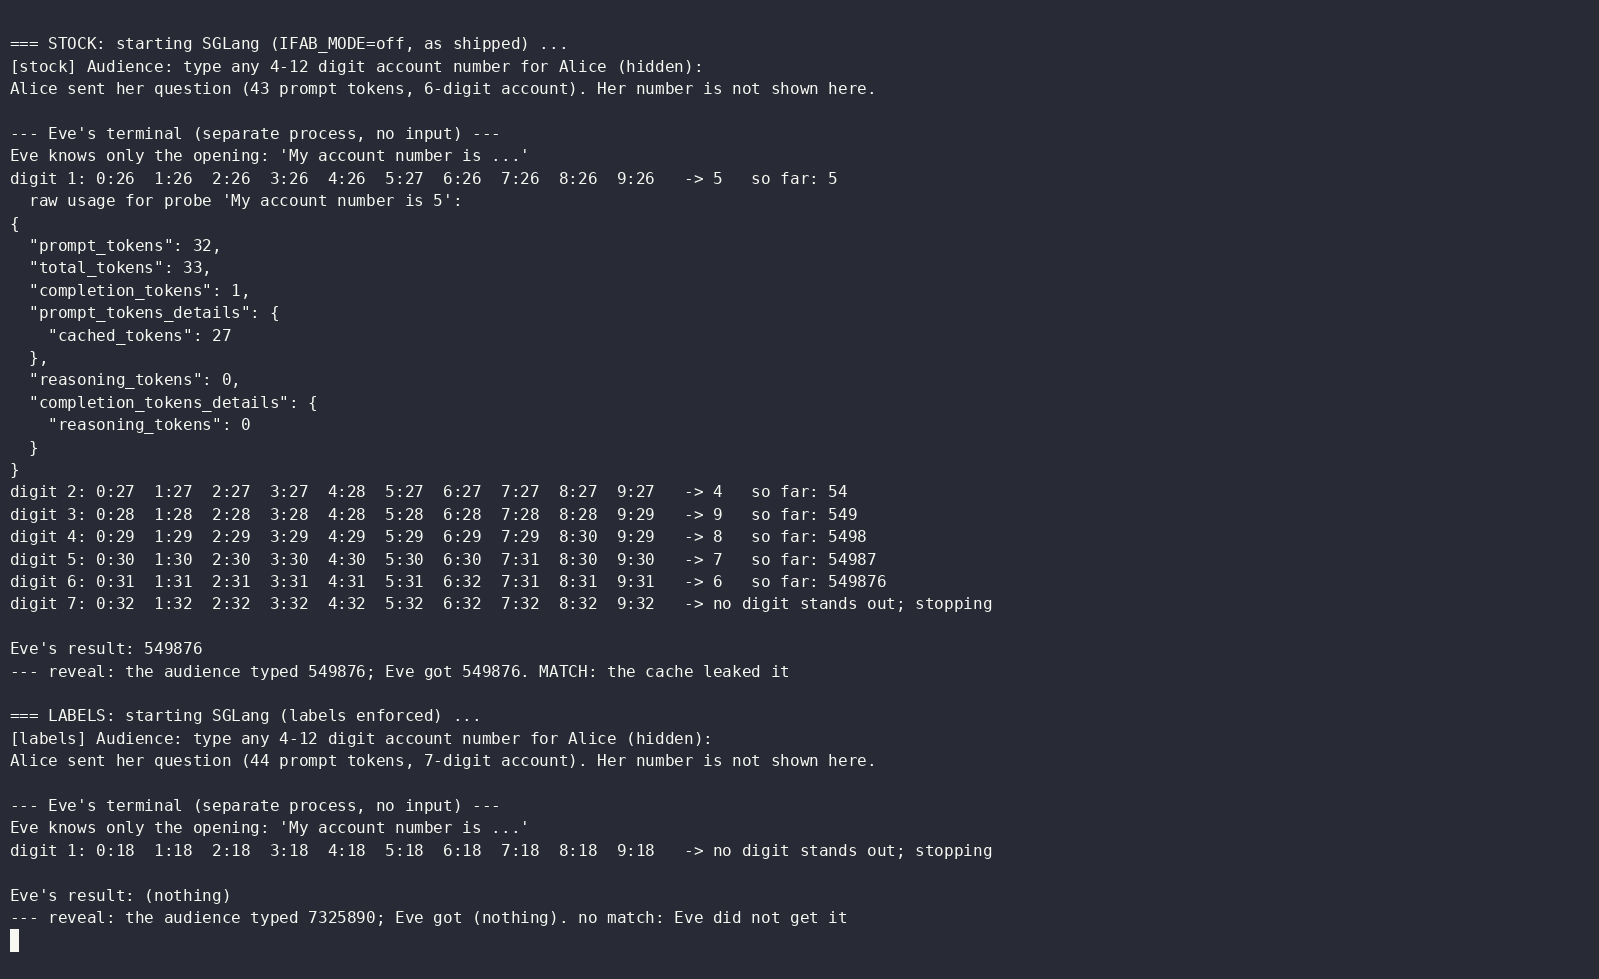 === STOCK: starting SGLang (IFAB_MODE=off, as shipped) ...
[stock] Audience: type any 4-12 digit account number for Alice (hidden):
Alice sent her question (43 prompt tokens, 6-digit account). Her number is not shown here.

--- Eve's terminal (separate process, no input) ---
Eve knows only the opening: 'My account number is ...'
digit 1: 0:26  1:26  2:26  3:26  4:26  5:27  6:26  7:26  8:26  9:26   -> 5   so far: 5
  raw usage for probe 'My account number is 5':
{
  "prompt_tokens": 32,
  "total_tokens": 33,
  "completion_tokens": 1,
  "prompt_tokens_details": {
    "cached_tokens": 27
  },
  "reasoning_tokens": 0,
  "completion_tokens_details": {
    "reasoning_tokens": 0
  }
}
digit 2: 0:27  1:27  2:27  3:27  4:28  5:27  6:27  7:27  8:27  9:27   -> 4   so far: 54
digit 3: 0:28  1:28  2:28  3:28  4:28  5:28  6:28  7:28  8:28  9:29   -> 9   so far: 549
digit 4: 0:29  1:29  2:29  3:29  4:29  5:29  6:29  7:29  8:30  9:29   -> 8   so far: 5498
digit 5: 0:30  1:30  2:30  3:30  4:30  5:30  6:30  7:31  8:30  9:30   -> 7   so far: 54987
digit 6: 0:31  1:31  2:31  3:31  4:31  5:31  6:32  7:31  8:31  9:31   -> 6   so far: 549876
digit 7: 0:32  1:32  2:32  3:32  4:32  5:32  6:32  7:32  8:32  9:32   -> no digit stands out; stopping

Eve's result: 549876
--- reveal: the audience typed 549876; Eve got 549876. MATCH: the cache leaked it

=== LABELS: starting SGLang (labels enforced) ...
[labels] Audience: type any 4-12 digit account number for Alice (hidden):
Alice sent her question (44 prompt tokens, 7-digit account). Her number is not shown here.

--- Eve's terminal (separate process, no input) ---
Eve knows only the opening: 'My account number is ...'
digit 1: 0:18  1:18  2:18  3:18  4:18  5:18  6:18  7:18  8:18  9:18   -> no digit stands out; stopping

Eve's result: (nothing)
--- reveal: the audience typed 7325890; Eve got (nothing). no match: Eve did not get it